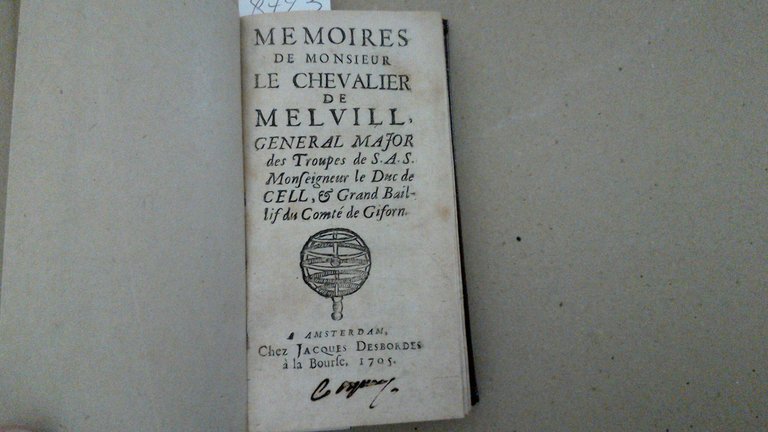 8493
MEMOIRES
DE MONSIEUR
LE CHEVALIER
DE
MELVILL,
GENERAL MAJOR
des Troupes de S.A.S.
Monſeigneur le Duc de
CELL, & Grand Bail-
lif du Comté de Giforn.
A AMSTERDAM,
Chez JACQUES DESBORDES
à la Bourſe, 1705.